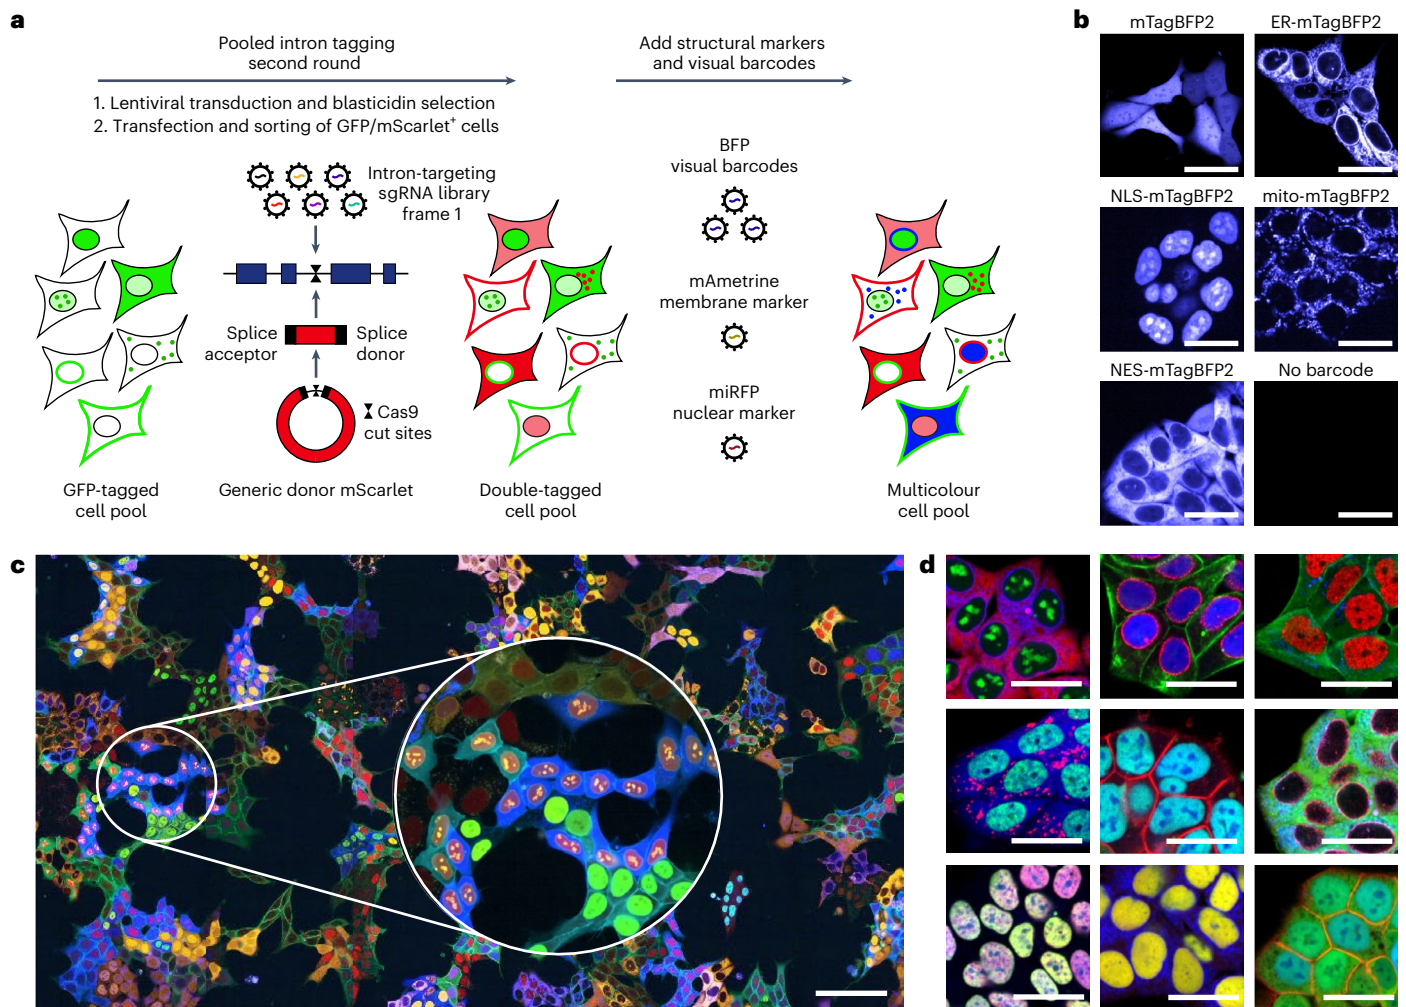 a
Pooled intron tagging
second round
1. Lentiviral transduction and blasticidin selection
2. Transfection and sorting of GFP/mScarlet⁺ cells
Add structural markers
and visual barcodes
Intron-targeting
sgRNA library
frame 1
Splice
acceptor
Splice
donor
Cas9
cut sites
BFP
visual barcodes
mAmetrine
membrane marker
miRFP
nuclear marker
GFP-tagged
cell pool
Generic donor mScarlet
Double-tagged
cell pool
Multicolour
cell pool
b
mTagBFP2
ER-mTagBFP2
NLS-mTagBFP2
mito-mTagBFP2
NES-mTagBFP2
No barcode
c
d